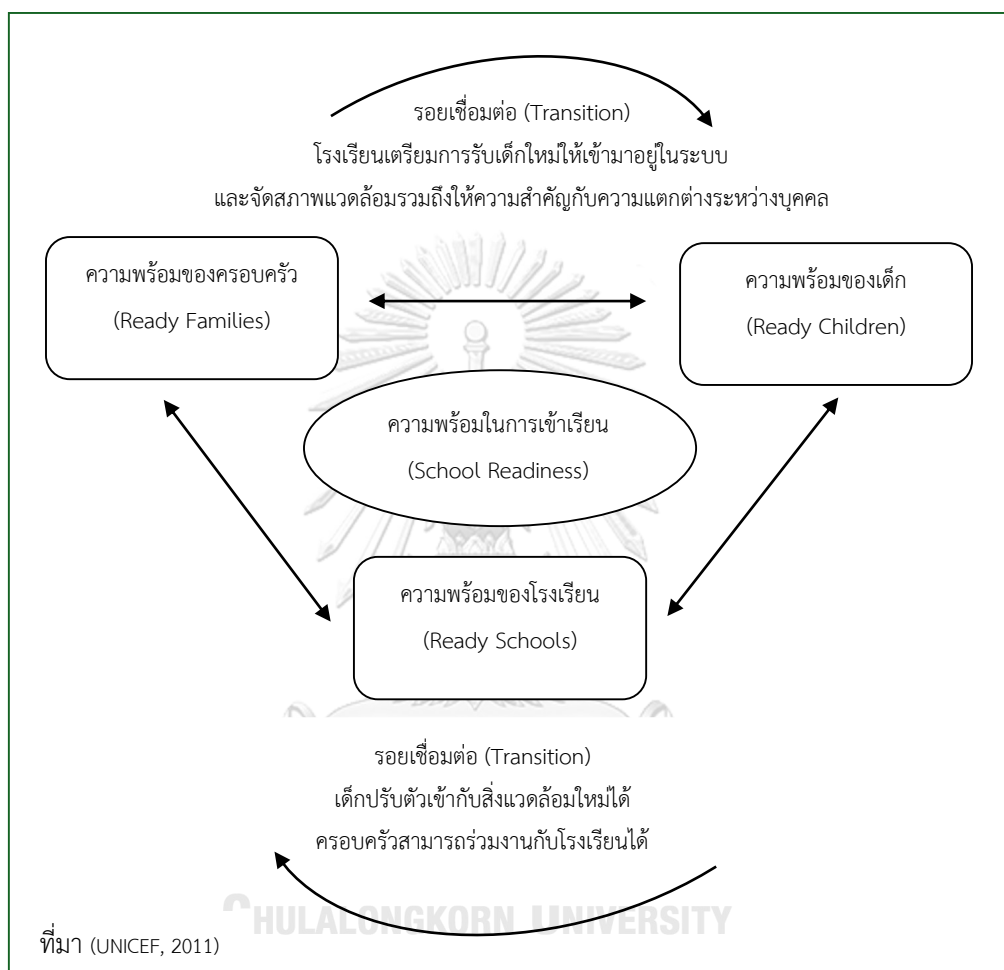 รอยเชื่อมต่อ (Transition)
โรงเรียนเตรียมการรับเด็กใหม่ให้เข้ามาอยู่ในระบบ
และจัดสภาพแวดล้อมรวมถึงให้ความสำคัญกับความแตกต่างระหว่างบุคคล
ความพร้อมของครอบครัว
(Ready Families)
ความพร้อมของเด็ก
(Ready Children)
ความพร้อมในการเข้าเรียน
(School Readiness)
ความพร้อมของโรงเรียน
(Ready Schools)
รอยเชื่อมต่อ (Transition)
เด็กปรับตัวเข้ากับสิ่งแวดล้อมใหม่ได้
ครอบครัวสามารถร่วมงานกับโรงเรียนได้
CHULALONGKORN UNIVERSITY
ที่มา (UNICEF, 2011)